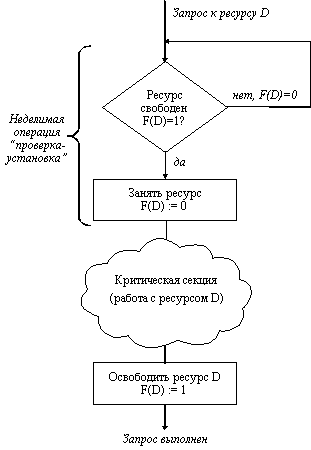 Запрос к ресурсу D
Ресурс
свободен
F(D)=1?
нет, F(D)=0
Неделимая
операция
“проверка-
установка”
да
Занять ресурс
F(D) := 0
Критическая секция
(работа с ресурсом D)
Освободить ресурс D
F(D) := 1
Запрос выполнен